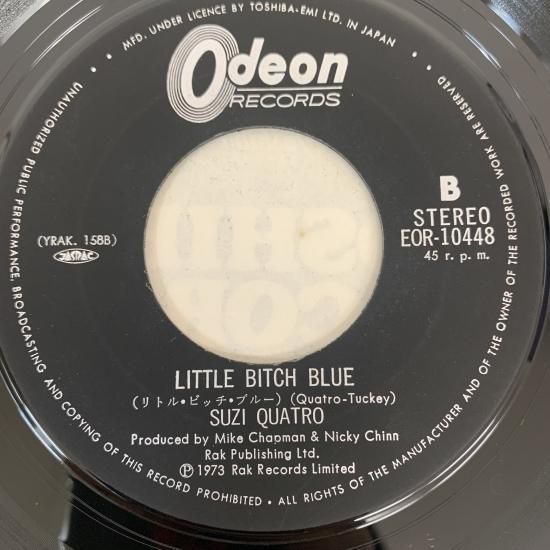 MFD. UNDER LICENCE BY TOSHIBA-EMI LTD. IN JAPAN •
Odeon
RECORDS
B
STEREO
EOR-10448
45 r. p. m.
(YRAK. 158B)
JASRAC
LITTLE BITCH BLUE
(リトル・ビッチ・ブルー) (Quatro-Tuckey)
SUZI QUATRO
Produced by Mike Chapman & Nicky Chinn
Rak Publishing Ltd.
Ⓟ 1973 Rak Records Limited
UNAUTHORIZED PUBLIC PERFORMANCE, BROADCASTING AND COPYING OF THIS RECORD PROHIBITED • ALL RIGHTS OF THE MANUFACTURER AND OF THE OWNER OF THE RECORDED WORK ARE RESERVED •